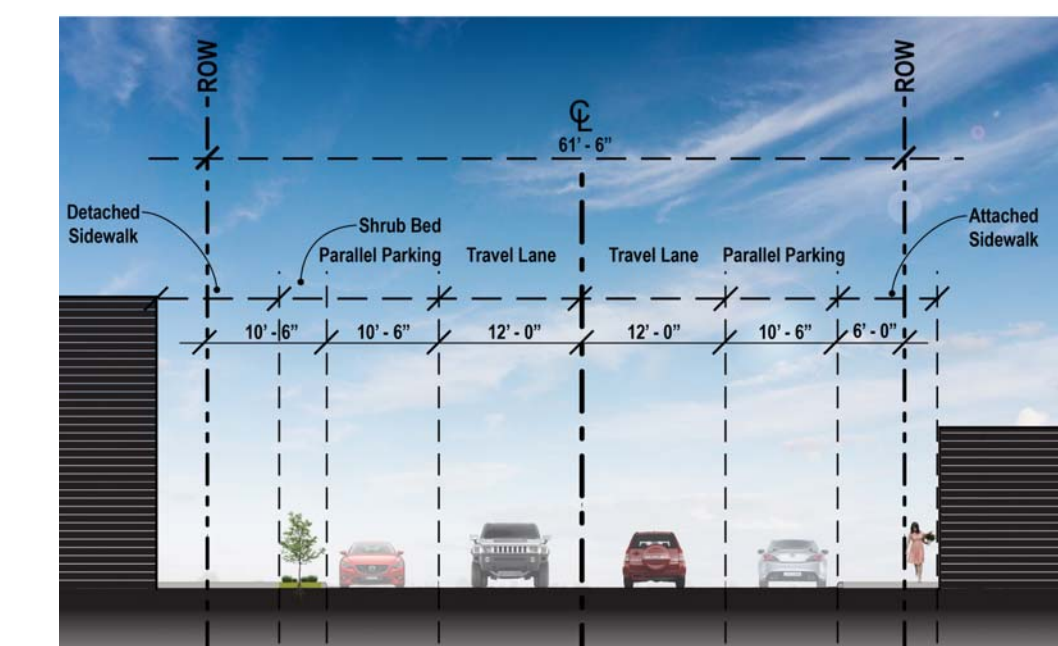 ROW
ROW
℄
61' - 6"
Detached
Sidewalk
Shrub Bed
Attached
Sidewalk
Parallel Parking
Travel Lane
Travel Lane
Parallel Parking
10' - 6"
10' - 6"
12' - 0"
12' - 0"
10' - 6"
6' - 0"